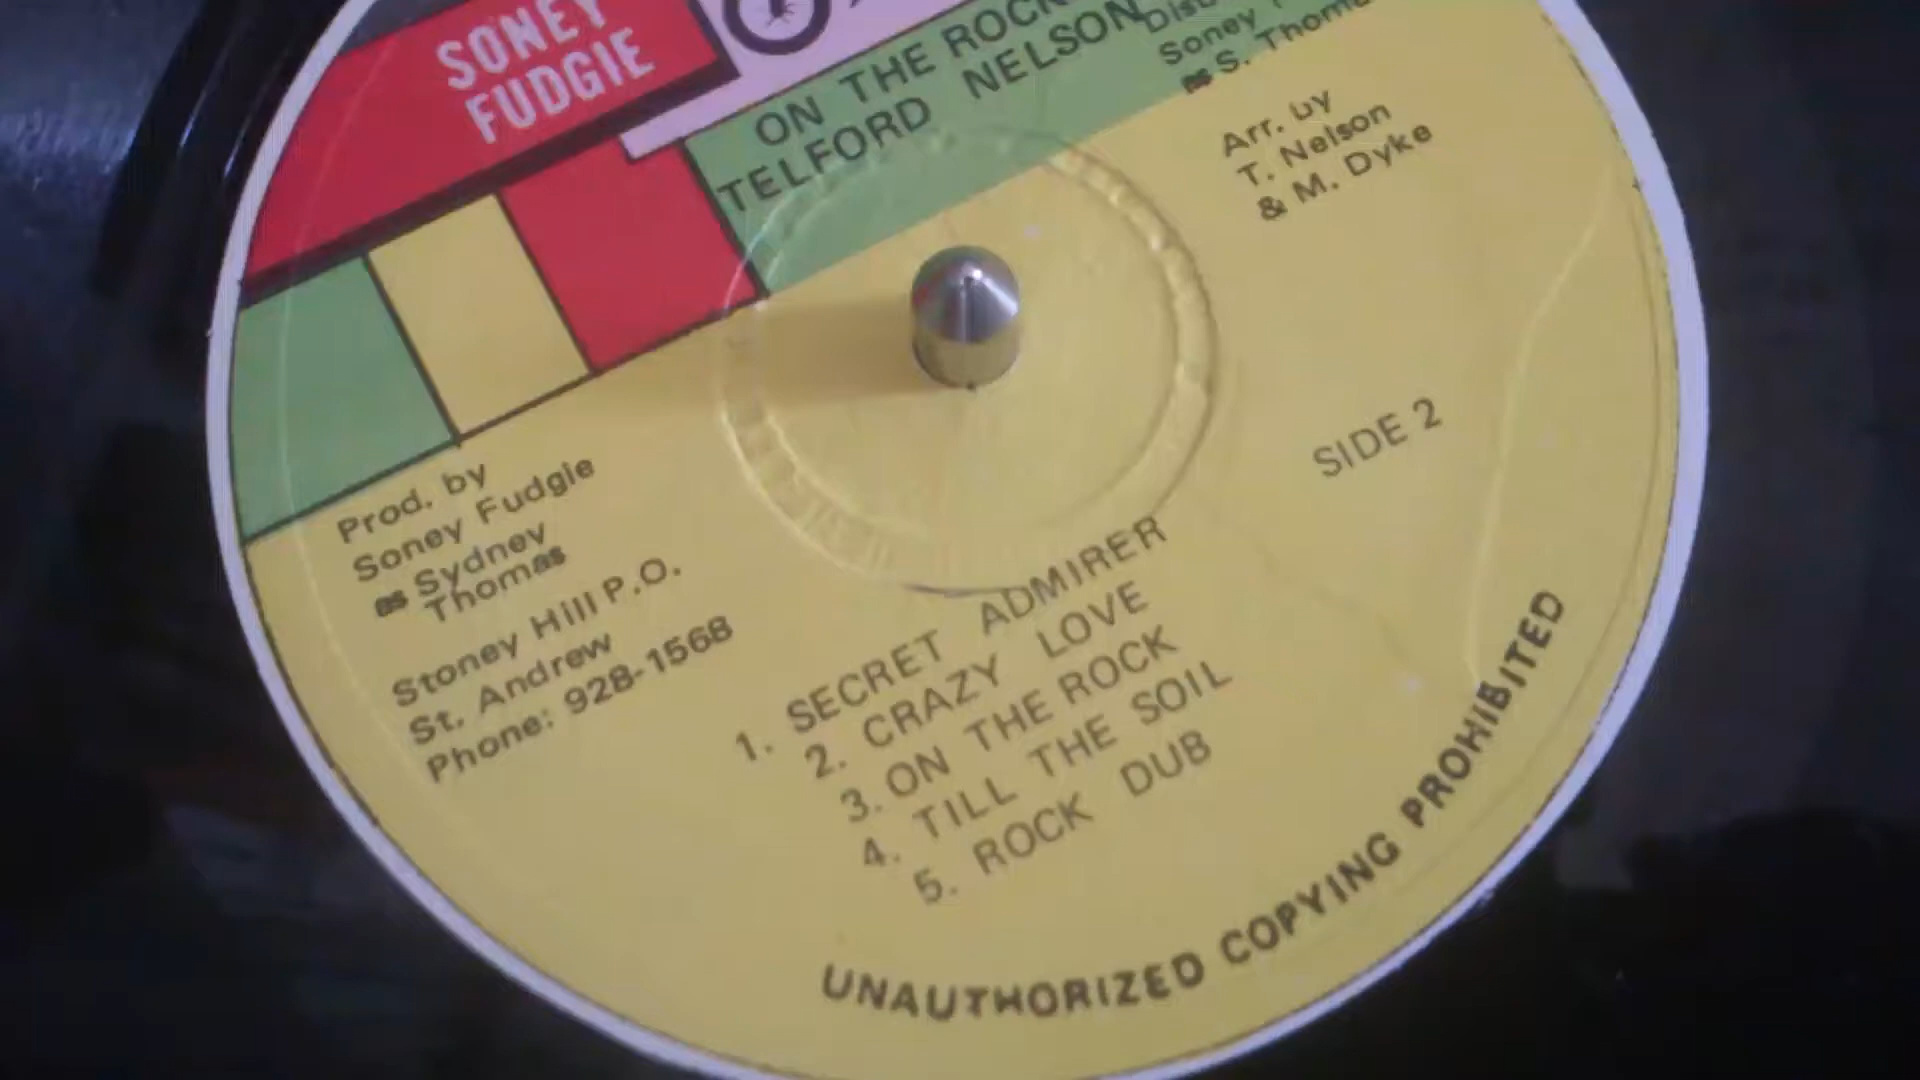 SONEY
FUDGIE
ON THE ROCK
TELFORD NELSON
Soney
S.
Arr. by
T. Nelson
& M. Dyke
SIDE 2
Prod. by
Soney Fudgie
as Sydney
Thomas
Stoney Hill P.O.
St. Andrew
Phone: 928-1568
1. SECRET ADMIRER
2. CRAZY LOVE
3. ON THE ROCK
4. TILL THE SOIL
5. ROCK DUB
UNAUTHORIZED COPYING PROHIBITED